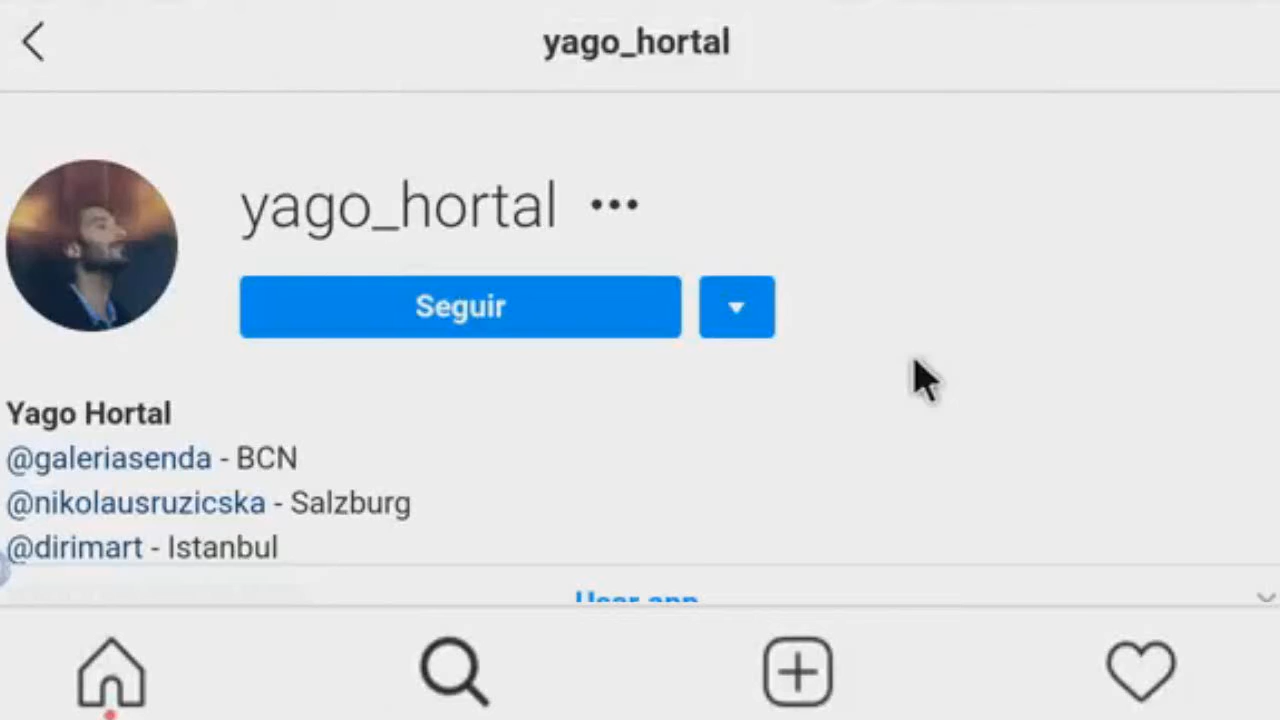 yago_hortal
yago_hortal
Seguir
Yago Hortal
@galeriasenda - BCN
@nikolausruzicska - Salzburg
@dirimart - Istanbul